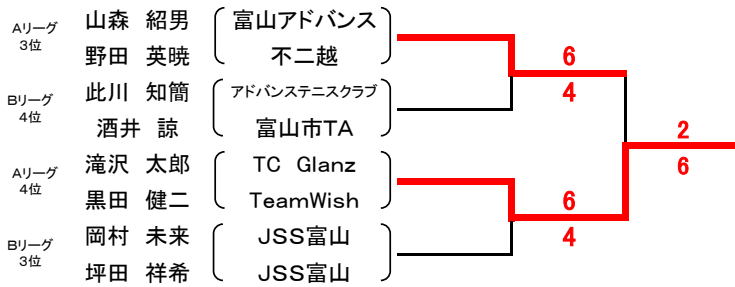 Aリーグ
3位
山森 紹男
富山アドバンス
野田 英暁
不二越
6
4
Bリーグ
4位
此川 知簡
アドバンステニスクラブ
酒井 諒
富山市TA
2
6
Aリーグ
4位
滝沢 太郎
TC Glanz
黒田 健二
TeamWish
6
4
Bリーグ
3位
岡村 未来
JSS富山
坪田 祥希
JSS富山